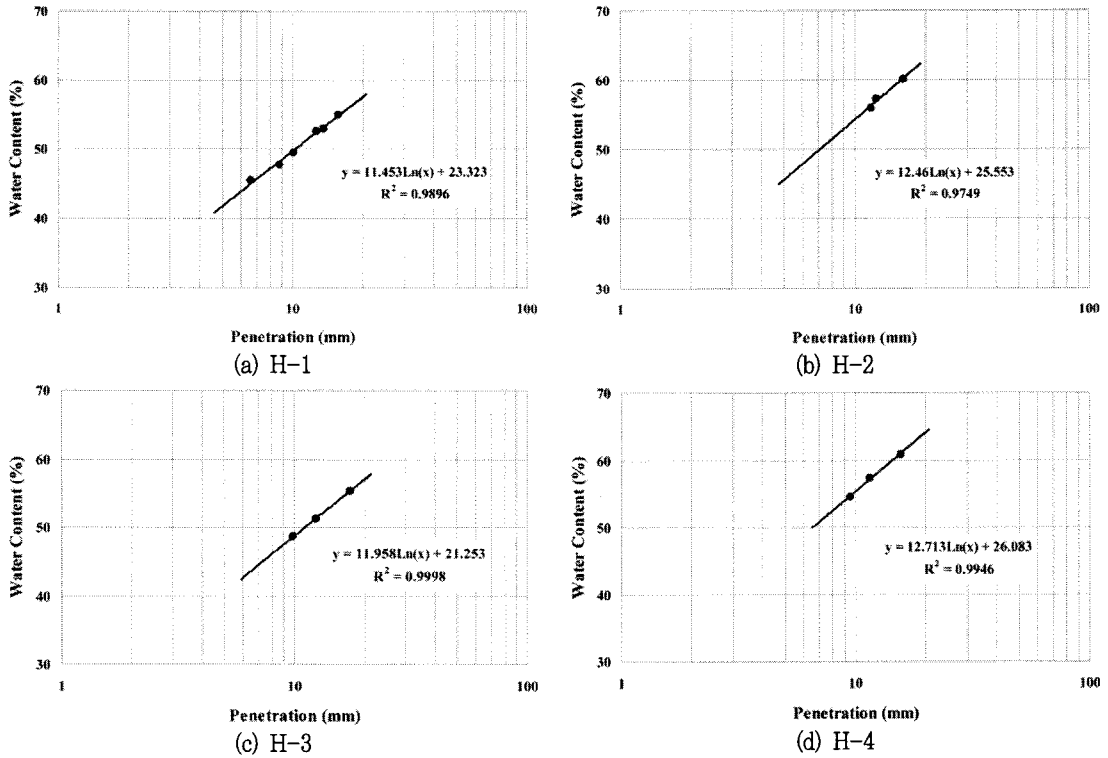 70
60
50
40
30
Water Content (%)
y = 11.453Ln(x) + 23.323
R² = 0.9896
1
10
100
Penetration (mm)
(a) H-1
70
60
50
40
30
Water Content (%)
y = 12.46Ln(x) + 25.553
R² = 0.9749
1
10
100
Penetration (mm)
(b) H-2
70
60
50
40
30
Water Content (%)
y = 11.958Ln(x) + 21.253
R² = 0.9998
1
10
100
Penetration (mm)
(c) H-3
70
60
50
40
30
Water Content (%)
y = 12.713Ln(x) + 26.083
R² = 0.9946
1
10
100
Penetration (mm)
(d) H-4